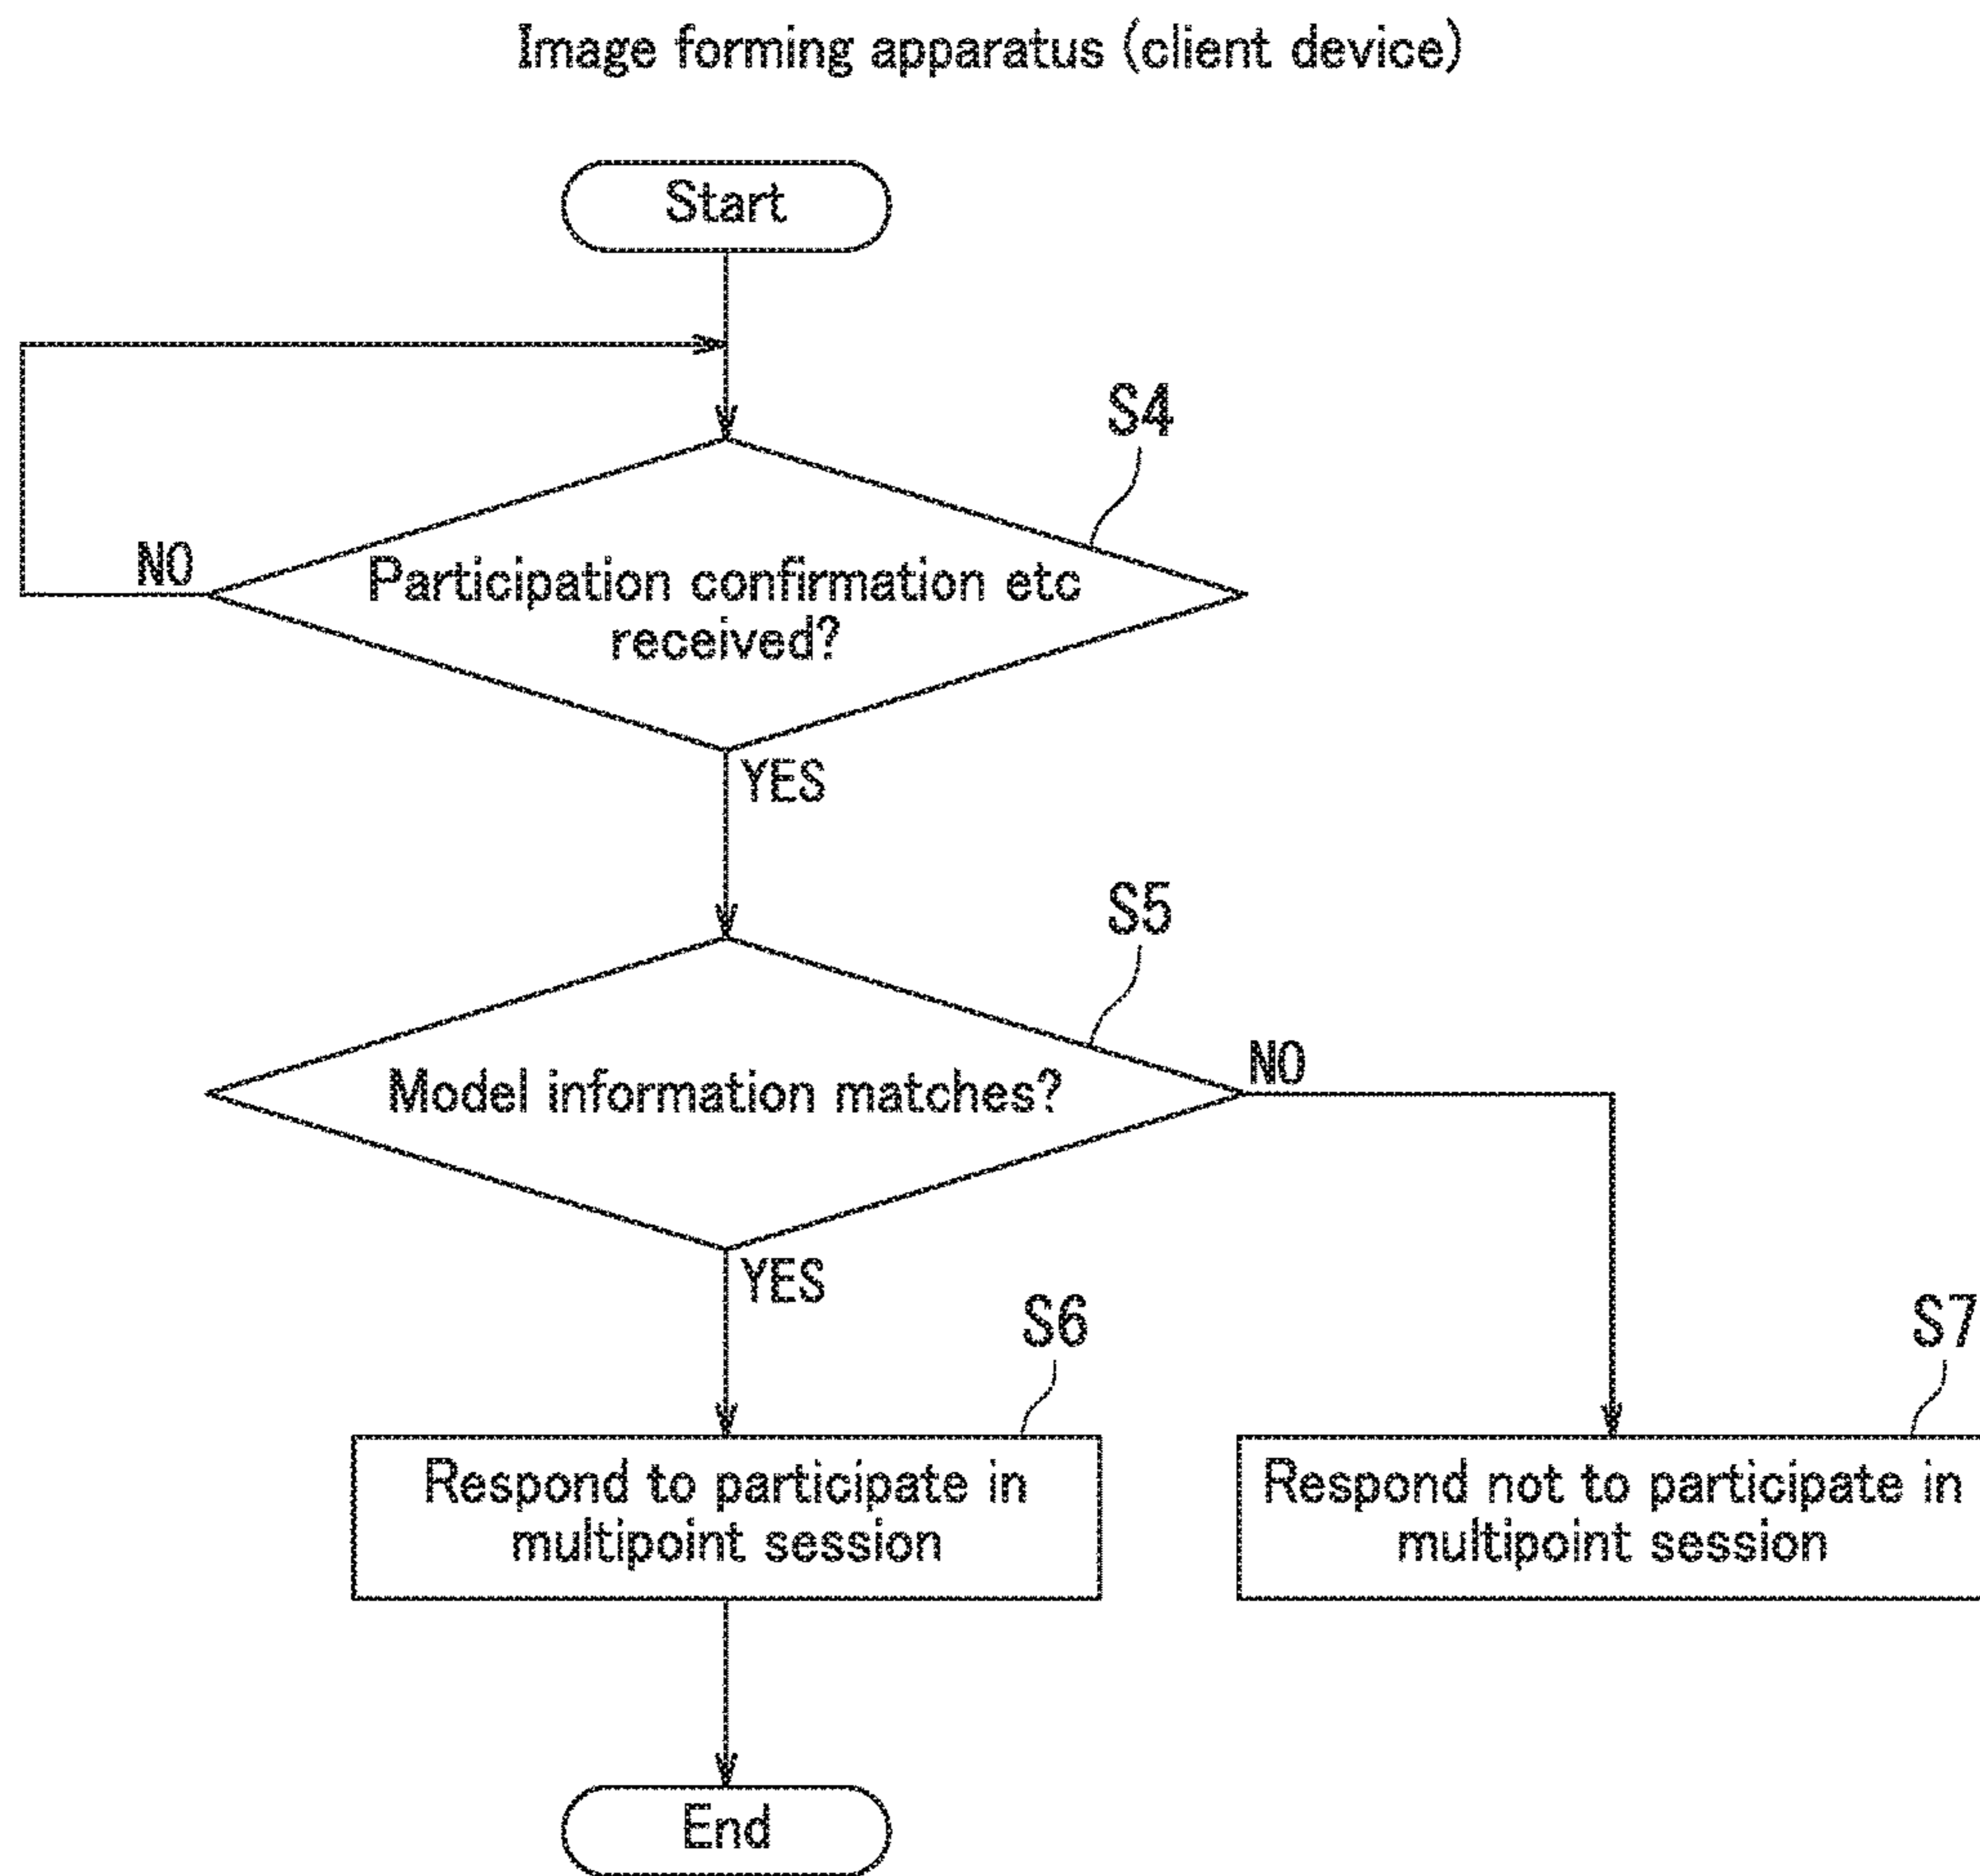 Image forming apparatus (client device)
Start
S4
NO
Participation confirmation etc
received?
YES
S5
Model information matches?
NO
YES
S6
S7
Respond to participate in
multipoint session
Respond not to participate in
multipoint session
End